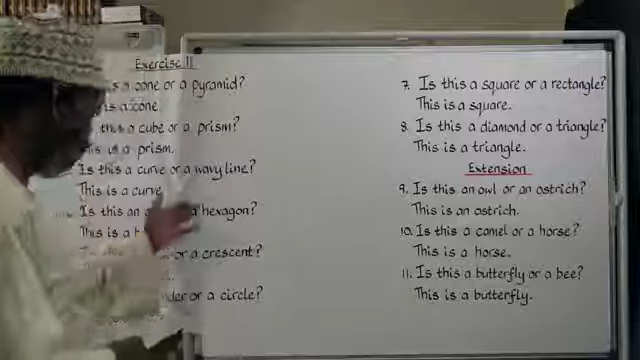 Exercise 11
is a cone or a pyramid?
is a cone
this a cube or a prism?
is a prism.
Is this a curve or a wavy line?
This is a curve
Is this an a hexagon?
This is a
or a crescent?
or a circle?
7. Is this a square or a rectangle?
This is a square.
8. Is this a diamond or a triangle?
This is a triangle.
Extension
9. Is this an owl or an ostrich?
This is an ostrich.
10. Is this a camel or a horse?
This is a horse.
11. Is this a butterfly or a bee?
This is a butterfly.